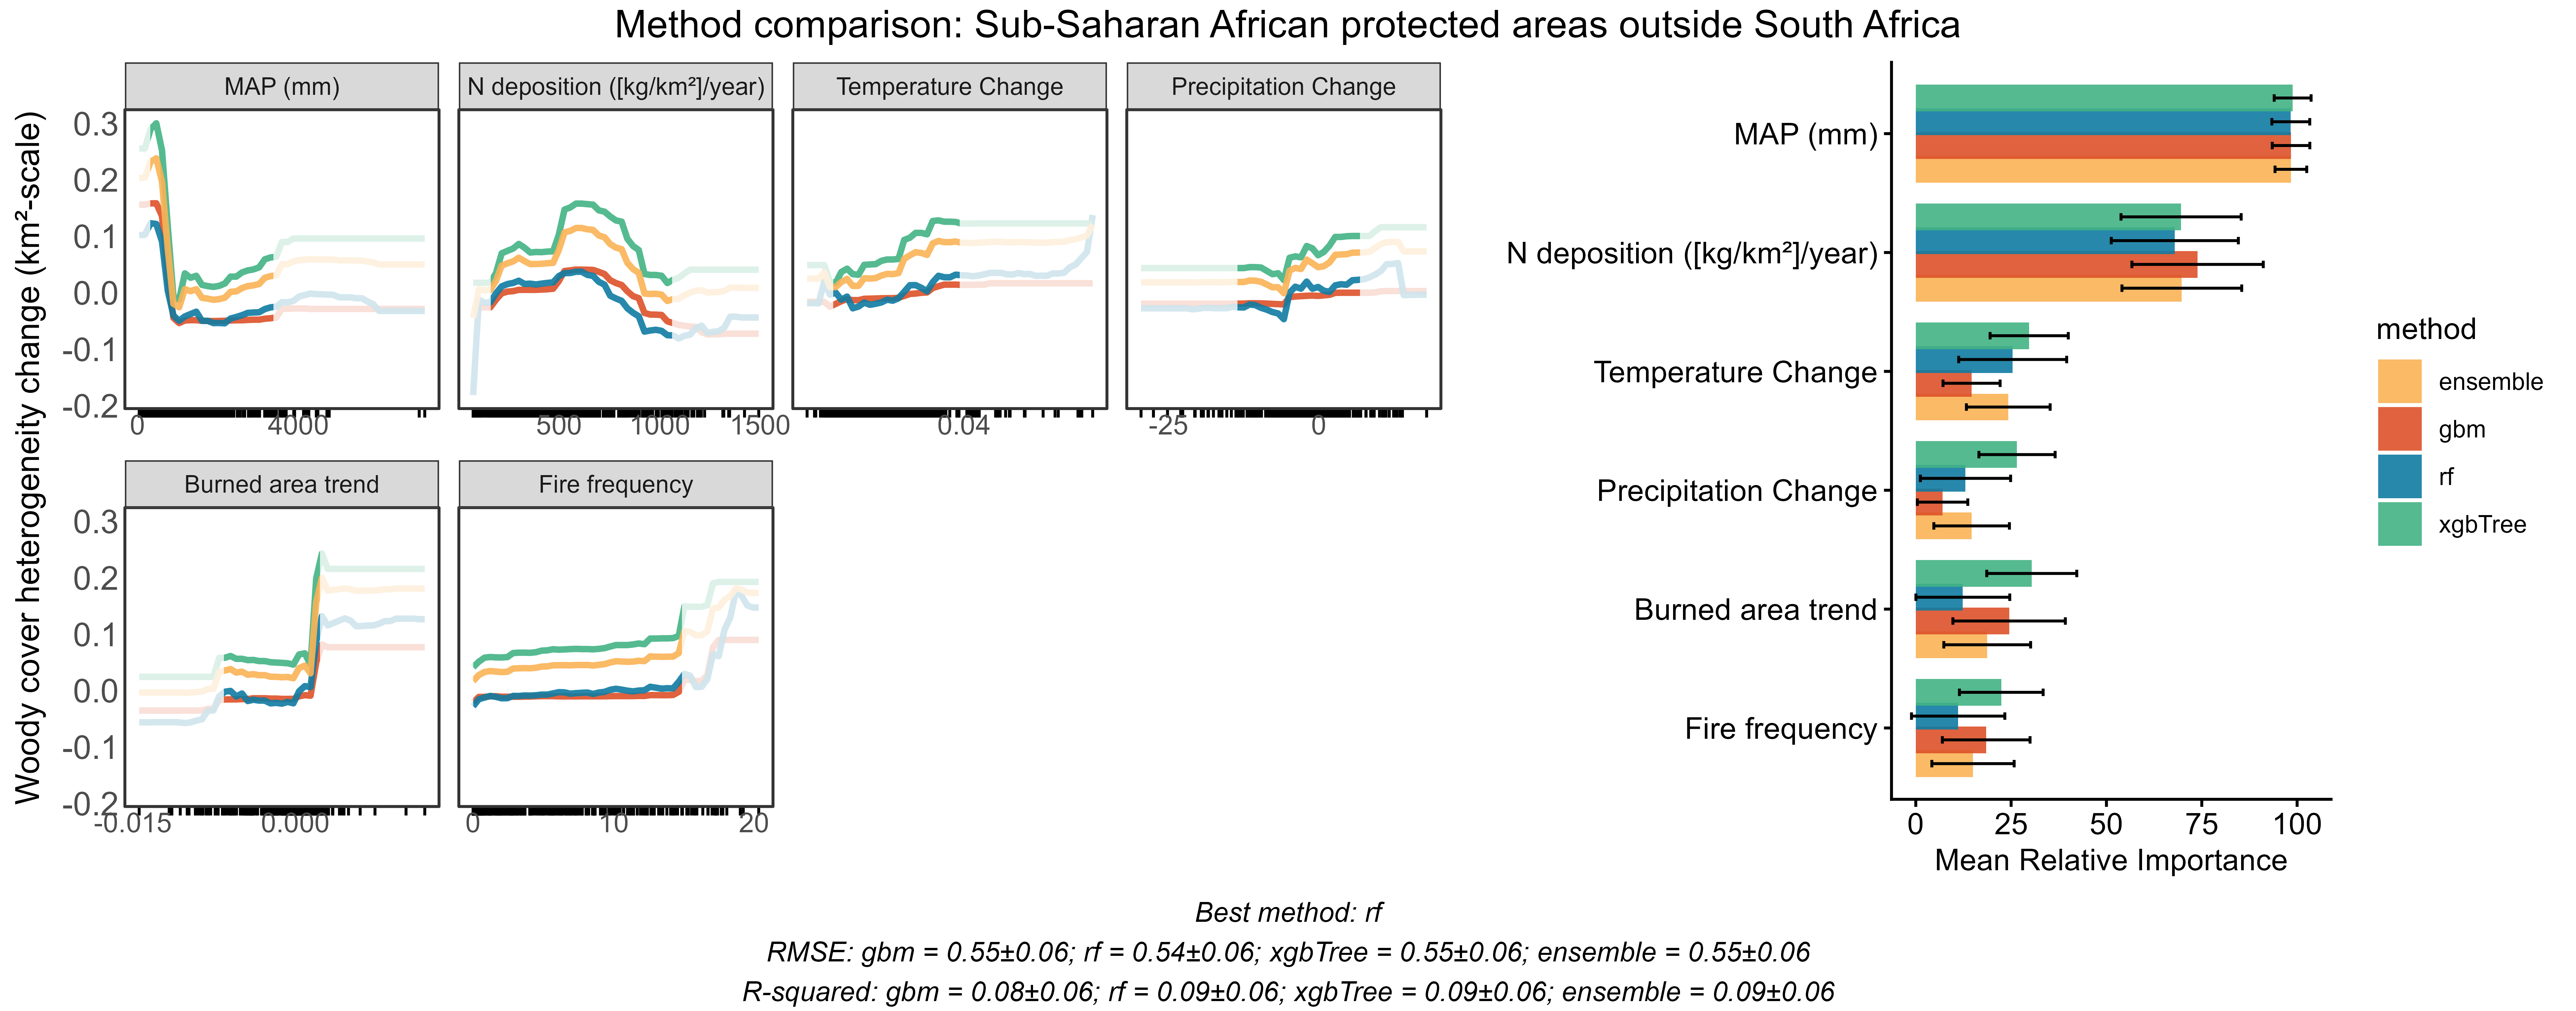 Method comparison: Sub-Saharan African protected areas outside South Africa
Woody cover heterogeneity change (km²-scale)
MAP (mm)
N deposition ([kg/km²]/year)
Temperature Change
Precipitation Change
0.3
0.2
0.1
0.0
-0.1
-0.2
0 4000
500 1000 1500
0.04
-25 0
Burned area trend
Fire frequency
0.3
0.2
0.1
0.0
-0.1
-0.2
-0.015 0.000
0 10 20
MAP (mm)
N deposition ([kg/km²]/year)
Temperature Change
Precipitation Change
Burned area trend
Fire frequency
0 25 50 75 100
Mean Relative Importance
method
ensemble
gbm
rf
xgbTree
Best method: rf
RMSE: gbm = 0.55±0.06; rf = 0.54±0.06; xgbTree = 0.55±0.06; ensemble = 0.55±0.06
R-squared: gbm = 0.08±0.06; rf = 0.09±0.06; xgbTree = 0.09±0.06; ensemble = 0.09±0.06